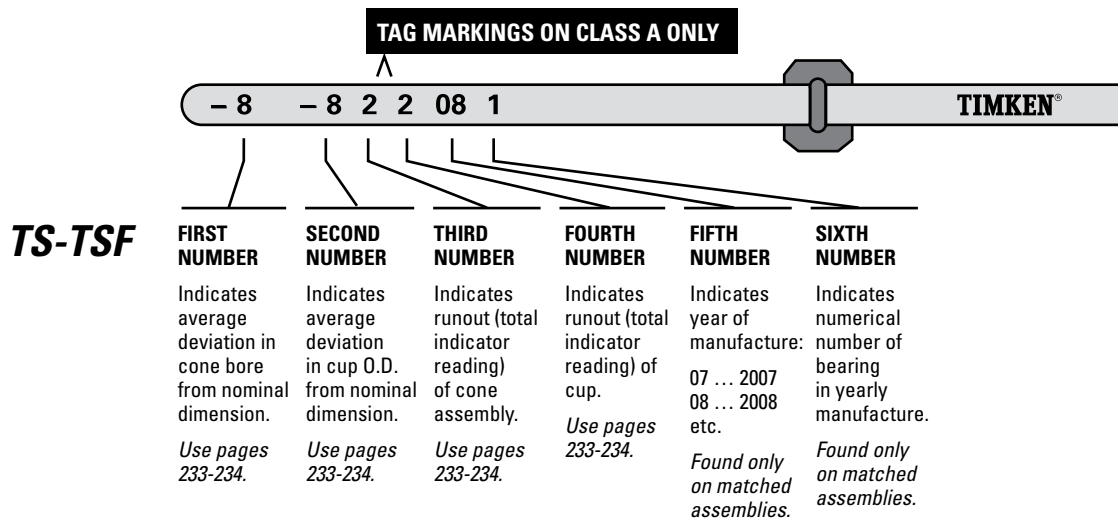 TAG MARKINGS ON CLASS A ONLY
– 8 – 8 2 2 08 1
TIMKEN®
TS-TSF
FIRST
NUMBER
Indicates
average
deviation in
cone bore
from nominal
dimension.
Use pages
233-234.
SECOND
NUMBER
Indicates
average
deviation
in cup O.D.
from nominal
dimension.
Use pages
233-234.
THIRD
NUMBER
Indicates
runout (total
indicator
reading)
of cone
assembly.
Use pages
233-234.
FOURTH
NUMBER
Indicates
runout (total
indicator
reading) of
cup.
Use pages
233-234.
FIFTH
NUMBER
Indicates
year of
manufacture:
07 … 2007
08 … 2008
etc.
Found only
on matched
assemblies.
SIXTH
NUMBER
Indicates
numerical
number of
bearing
in yearly
manufacture.
Found only
on matched
assemblies.